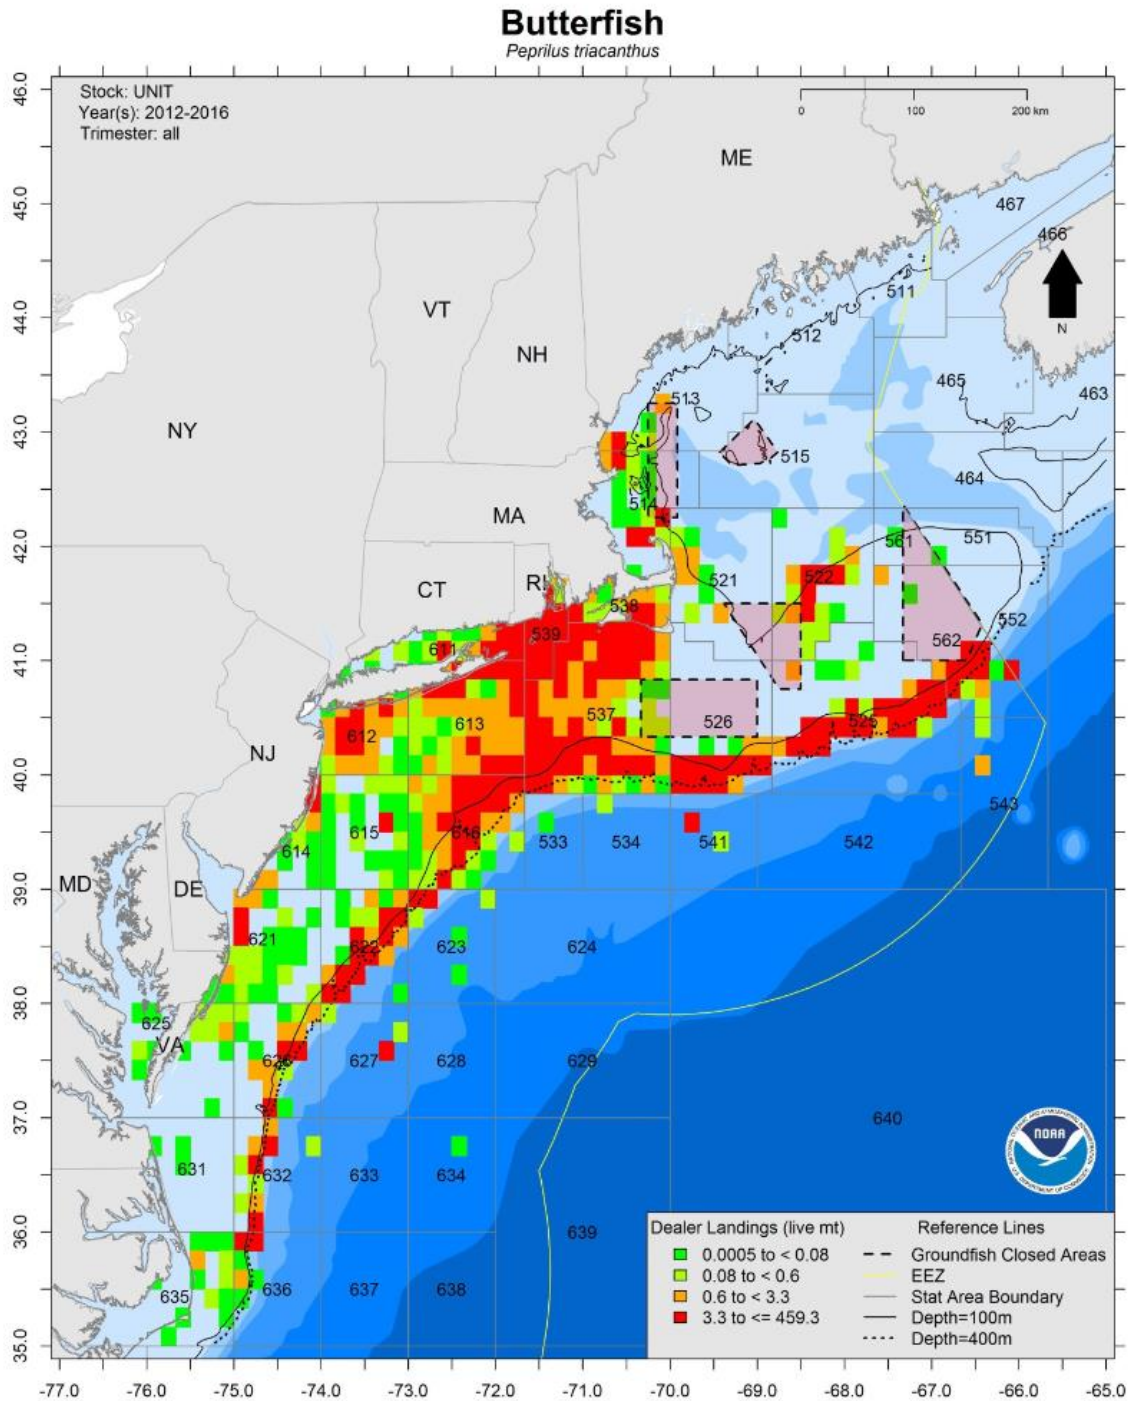 Butterfish
Peprilus triacanthus
Stock: UNIT
Year(s): 2012-2016
Trimester: all
0 100 200 km
46.0
45.0
44.0
43.0
42.0
41.0
40.0
39.0
38.0
37.0
36.0
35.0
ME
467
466
N
511
VT
512
NH
465
463
513
NY
515
464
514
MA
561
551
521
522
CT
RI
538
552
539
611
562
537
526
613
525
612
NJ
543
615
616
533
534
541
542
614
MD
DE
621
622
623
624
625
VA
626
627
628
629
640
NOAA
631
632
633
634
639
635
636
637
638
Dealer Landings (live mt)
0.0005 to < 0.08
0.08 to < 0.6
0.6 to < 3.3
3.3 to <= 459.3
Reference Lines
Groundfish Closed Areas
EEZ
Stat Area Boundary
Depth=100m
Depth=400m
-77.0 -76.0 -75.0 -74.0 -73.0 -72.0 -71.0 -70.0 -69.0 -68.0 -67.0 -66.0 -65.0